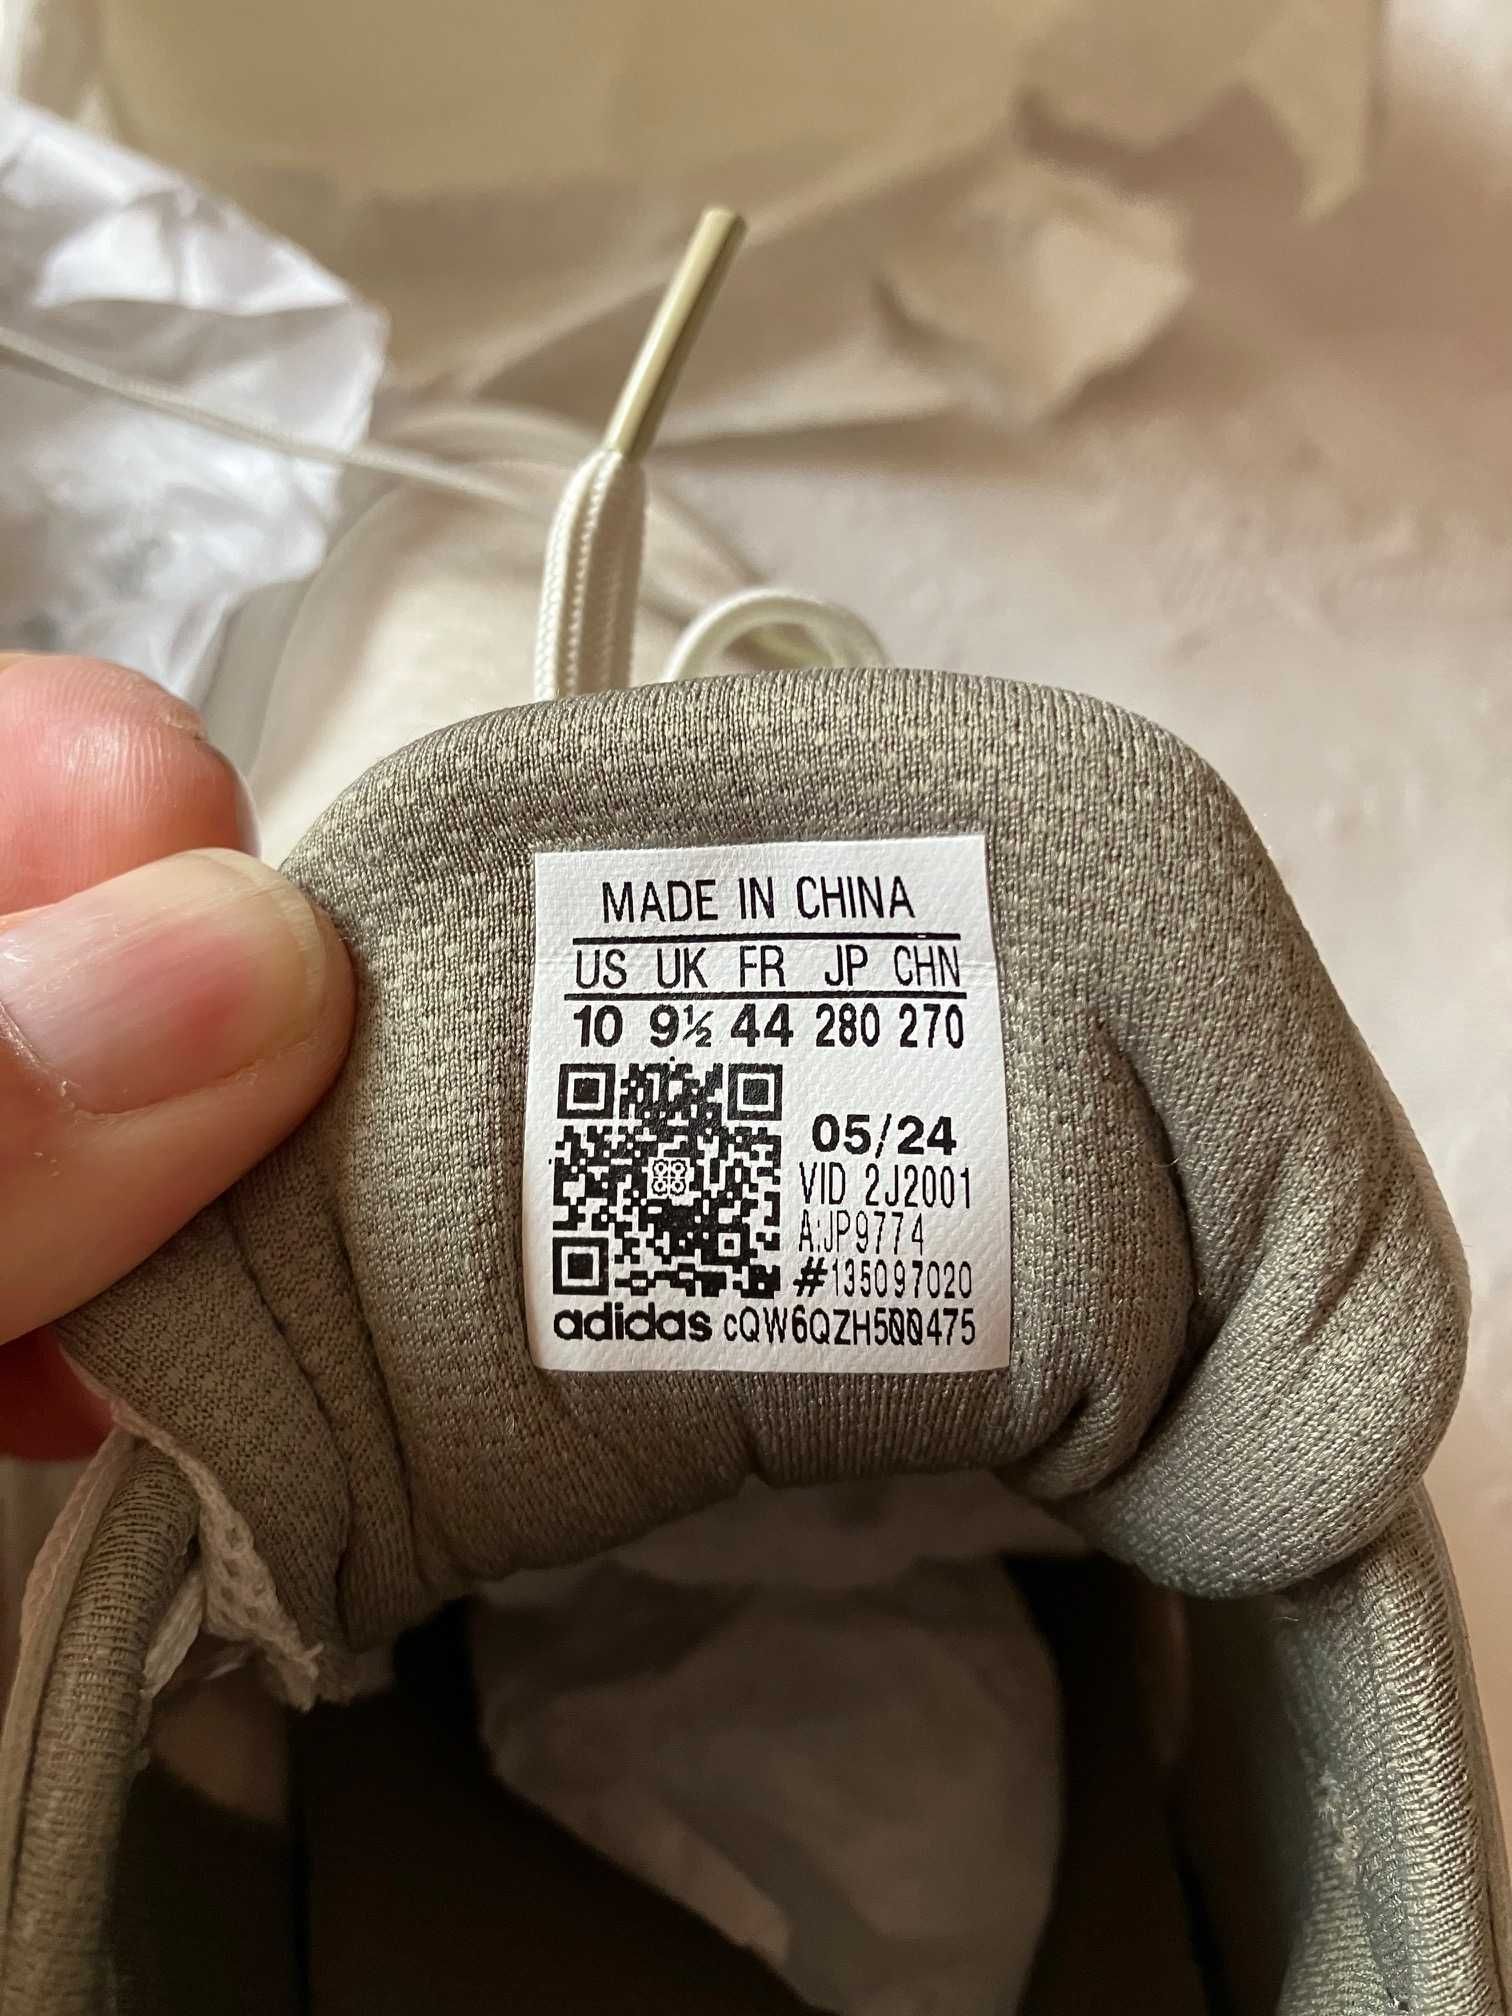 MADE IN CHINA
US UK FR JP CHN
10 9½ 44 280 270
05/24
VID 2J2001
A:JP9774
#135097020
adidas cQW6QZH500475